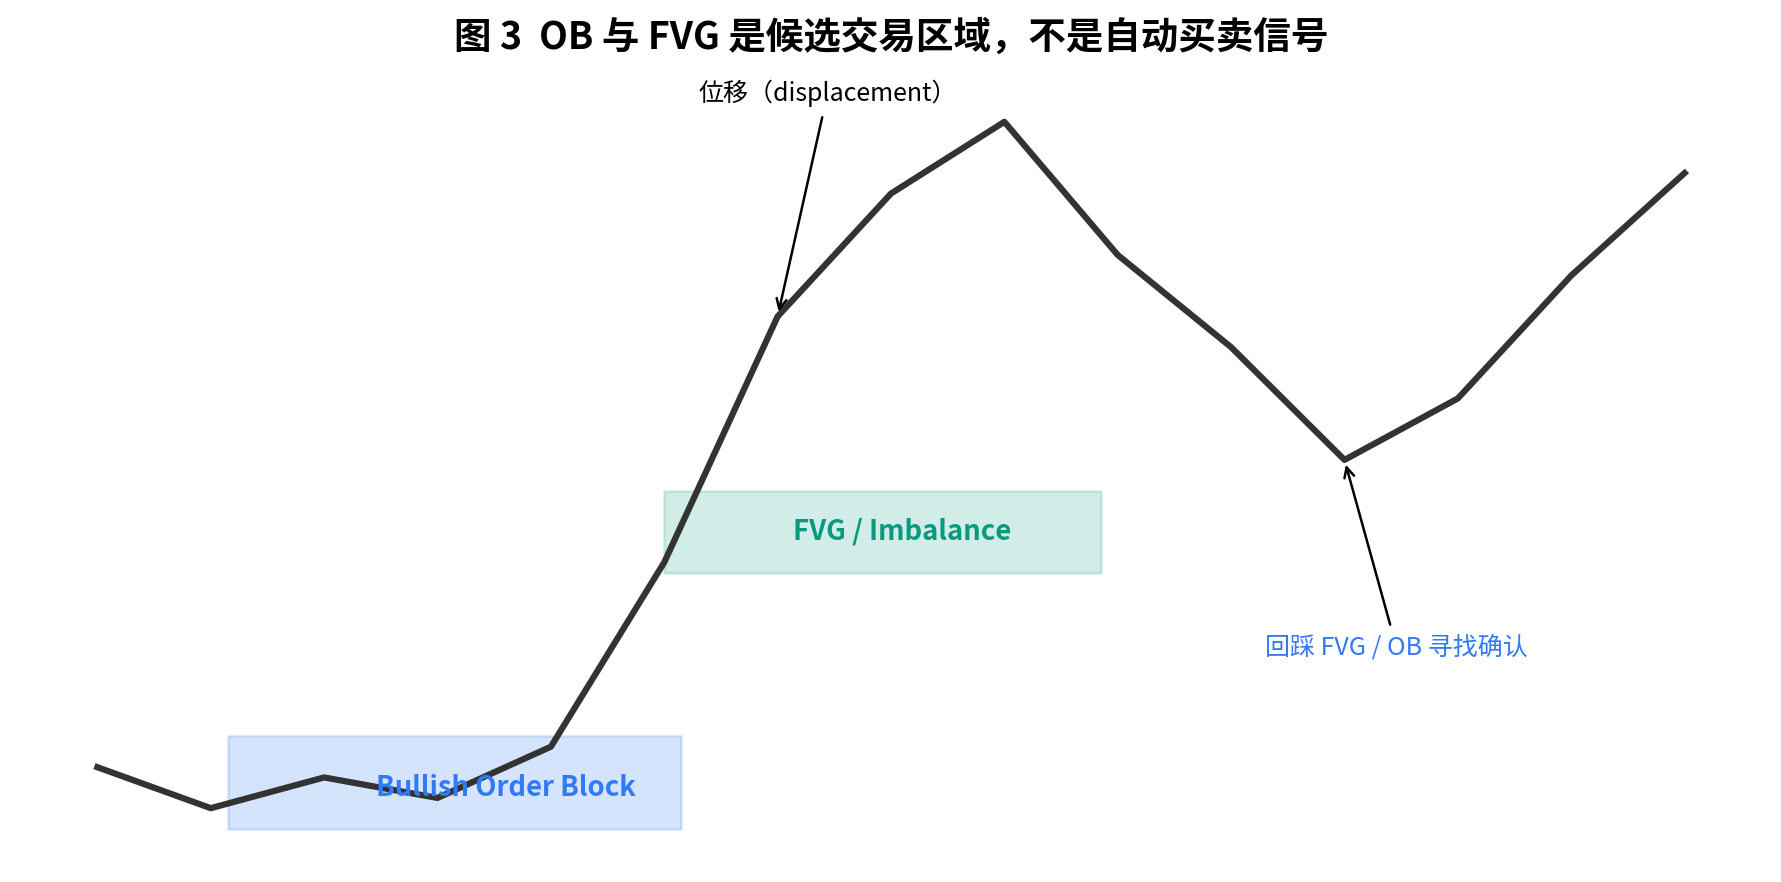 图 3 OB 与 FVG 是候选交易区域，不是自动买卖信号
位移（displacement）
FVG / Imbalance
回踩 FVG / OB 寻找确认
Bullish Order Block